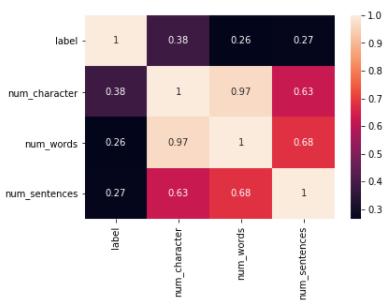 label 1 0.38 0.26 0.27
num_character 0.38 1 0.97 0.63
num_words 0.26 0.97 1 0.68
num_sentences 0.27 0.63 0.68 1
label
num_character
num_words
num_sentences
1.0
0.9
0.8
0.7
0.6
0.5
0.4
0.3